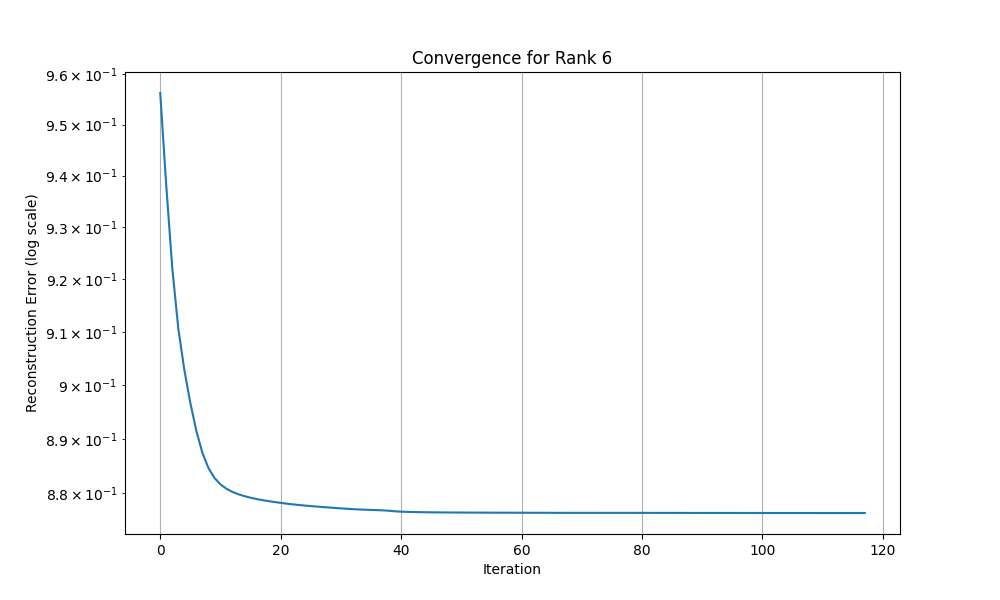 Convergence for Rank 6
Reconstruction Error (log scale)
9.6 × 10⁻¹
9.5 × 10⁻¹
9.4 × 10⁻¹
9.3 × 10⁻¹
9.2 × 10⁻¹
9.1 × 10⁻¹
9 × 10⁻¹
8.9 × 10⁻¹
8.8 × 10⁻¹
0 20 40 60 80 100 120
Iteration